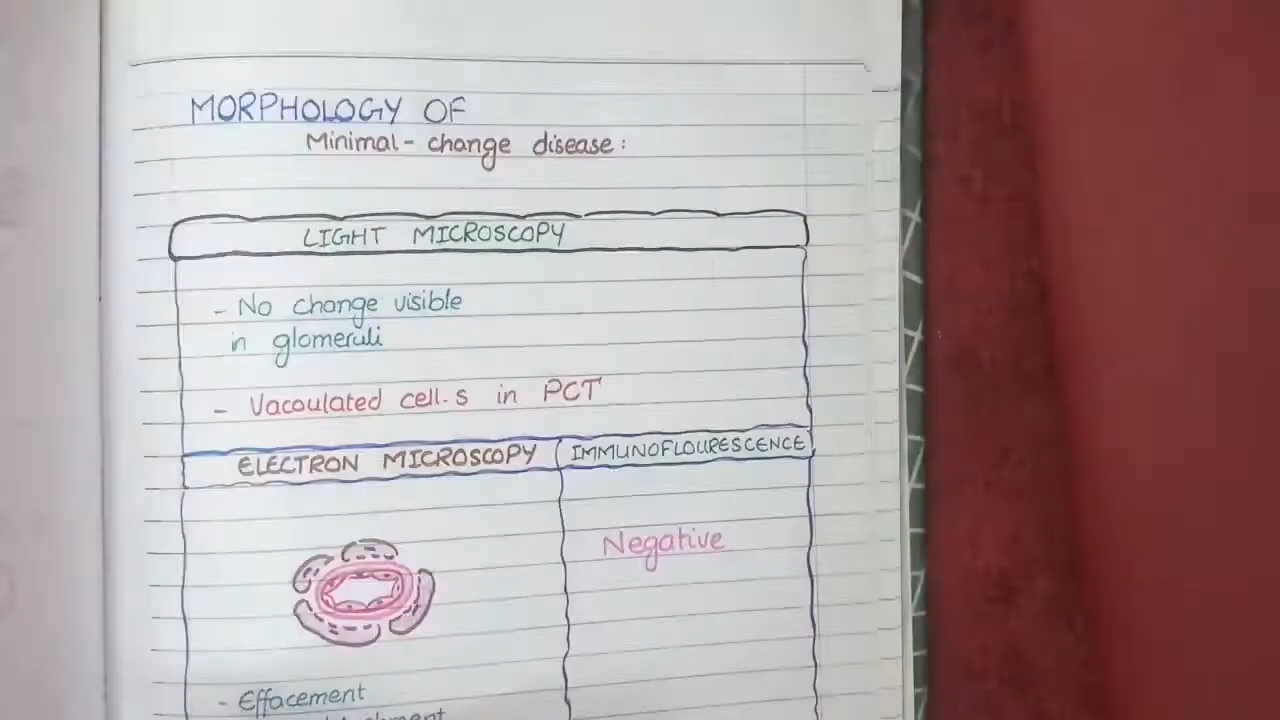 MORPHOLOGY OF
Minimal-change disease:
LIGHT MICROSCOPY
- No change visible
in glomeruli
- Vacoulated cell.s in PCT
ELECTRON MICROSCOPY
IMMUNOFLOURESCENCE
Negative
- Effacement